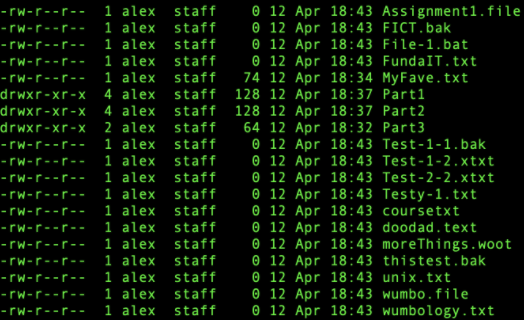 -rw-r--r-- 1 alex staff 0 12 Apr 18:43 Assignment1.file
-rw-r--r-- 1 alex staff 0 12 Apr 18:43 FICT.bak
-rw-r--r-- 1 alex staff 0 12 Apr 18:43 File-1.bat
-rw-r--r-- 1 alex staff 0 12 Apr 18:43 FundaIT.txt
-rw-r--r-- 1 alex staff 74 12 Apr 18:34 MyFave.txt
drwxr-xr-x 4 alex staff 128 12 Apr 18:37 Part1
drwxr-xr-x 4 alex staff 128 12 Apr 18:37 Part2
drwxr-xr-x 2 alex staff 64 12 Apr 18:32 Part3
-rw-r--r-- 1 alex staff 0 12 Apr 18:43 Test-1-1.bak
-rw-r--r-- 1 alex staff 0 12 Apr 18:43 Test-1-2.xtxt
-rw-r--r-- 1 alex staff 0 12 Apr 18:43 Test-2-2.xtxt
-rw-r--r-- 1 alex staff 0 12 Apr 18:43 Testy-1.txt
-rw-r--r-- 1 alex staff 0 12 Apr 18:43 coursetxt
-rw-r--r-- 1 alex staff 0 12 Apr 18:43 doodad.text
-rw-r--r-- 1 alex staff 0 12 Apr 18:43 moreThings.woot
-rw-r--r-- 1 alex staff 0 12 Apr 18:43 thistest.bak
-rw-r--r-- 1 alex staff 0 12 Apr 18:43 unix.txt
-rw-r--r-- 1 alex staff 0 12 Apr 18:43 wumbo.file
-rw-r--r-- 1 alex staff 0 12 Apr 18:43 wumbology.txt